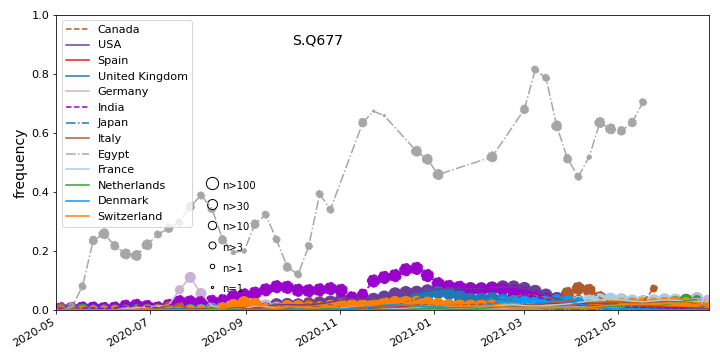 S.Q677
frequency
1.0
0.8
0.6
0.4
0.2
0.0
Canada
USA
Spain
United Kingdom
Germany
India
Japan
Italy
Egypt
France
Netherlands
Denmark
Switzerland
n>100
n>30
n>10
n>3
n>1
n=1
2020-05
2020-07
2020-09
2020-11
2021-01
2021-03
2021-05